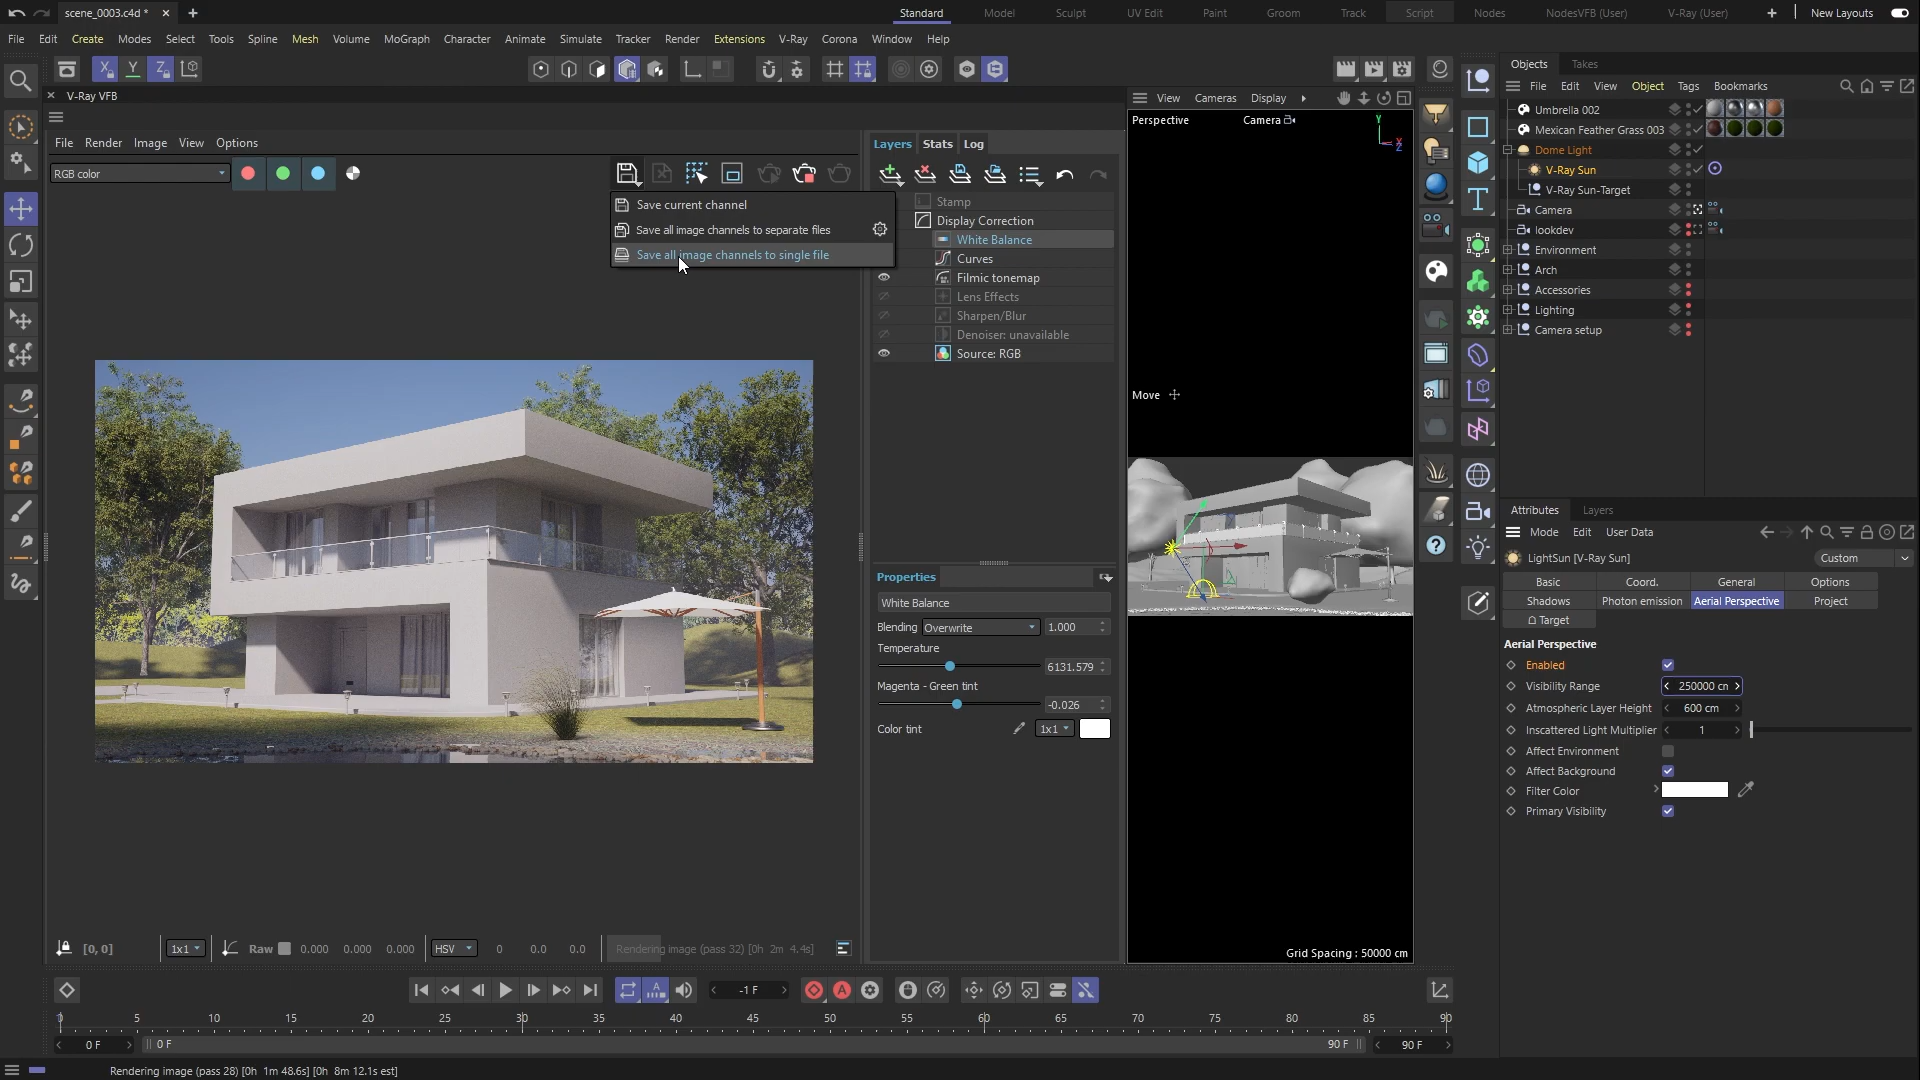 scene_0003.c4d *
Standard
Model
Sculpt
UV Edit
Paint
Groom
Track
Script
Nodes
NodesVFB (User)
V-Ray (User)
New Layouts
File Edit Create Modes Select Tools Spline Mesh Volume MoGraph Character Animate Simulate Tracker Render Extensions V-Ray Corona Window Help
X
Y
Z
V-Ray VFB
File Render Image View Options
RGB color
Save current channel
Save all image channels to separate files
Save all image channels to single file
Layers Stats Log
Stamp
Display Correction
White Balance
Curves
Filmic tonemap
Lens Effects
Sharpen/Blur
Denoiser: unavailable
Source: RGB
Properties
White Balance
Blending Overwrite 1.000
Temperature
6131.579
Magenta - Green tint
-0.026
Color tint 1x1
[0, 0] 1x1 Raw 0.000 0.000 0.000 HSV 0 0.0 0.0 Rendering image (pass 32) [0h 2m 4.4s]
View Cameras Display
Perspective Camera
Y
X
Z
Move
Grid Spacing : 50000 cm
Objects Takes
File Edit View Object Tags Bookmarks
Umbrella 002
Mexican Feather Grass 003
Dome Light
V-Ray Sun
V-Ray Sun-Target
Camera
lookdev
Environment
Arch
Accessories
Lighting
Camera setup
Attributes Layers
Mode Edit User Data
LightSun [V-Ray Sun] Custom
Basic Coord. General Options
Shadows Photon emission Aerial Perspective Project
Target
Aerial Perspective
Enabled
Visibility Range 250000 cn
Atmospheric Layer Height 600 cm
Inscattered Light Multiplier 1
Affect Environment
Affect Background
Filter Color
Primary Visibility
-1 F
0 5 10 15 20 25 30 35 40 45 50 55 60 65 70 75 80 85 90
0 F 0 F 90 F 90 F
Rendering image (pass 28) [0h 1m 48.6s] [0h 8m 12.1s est]